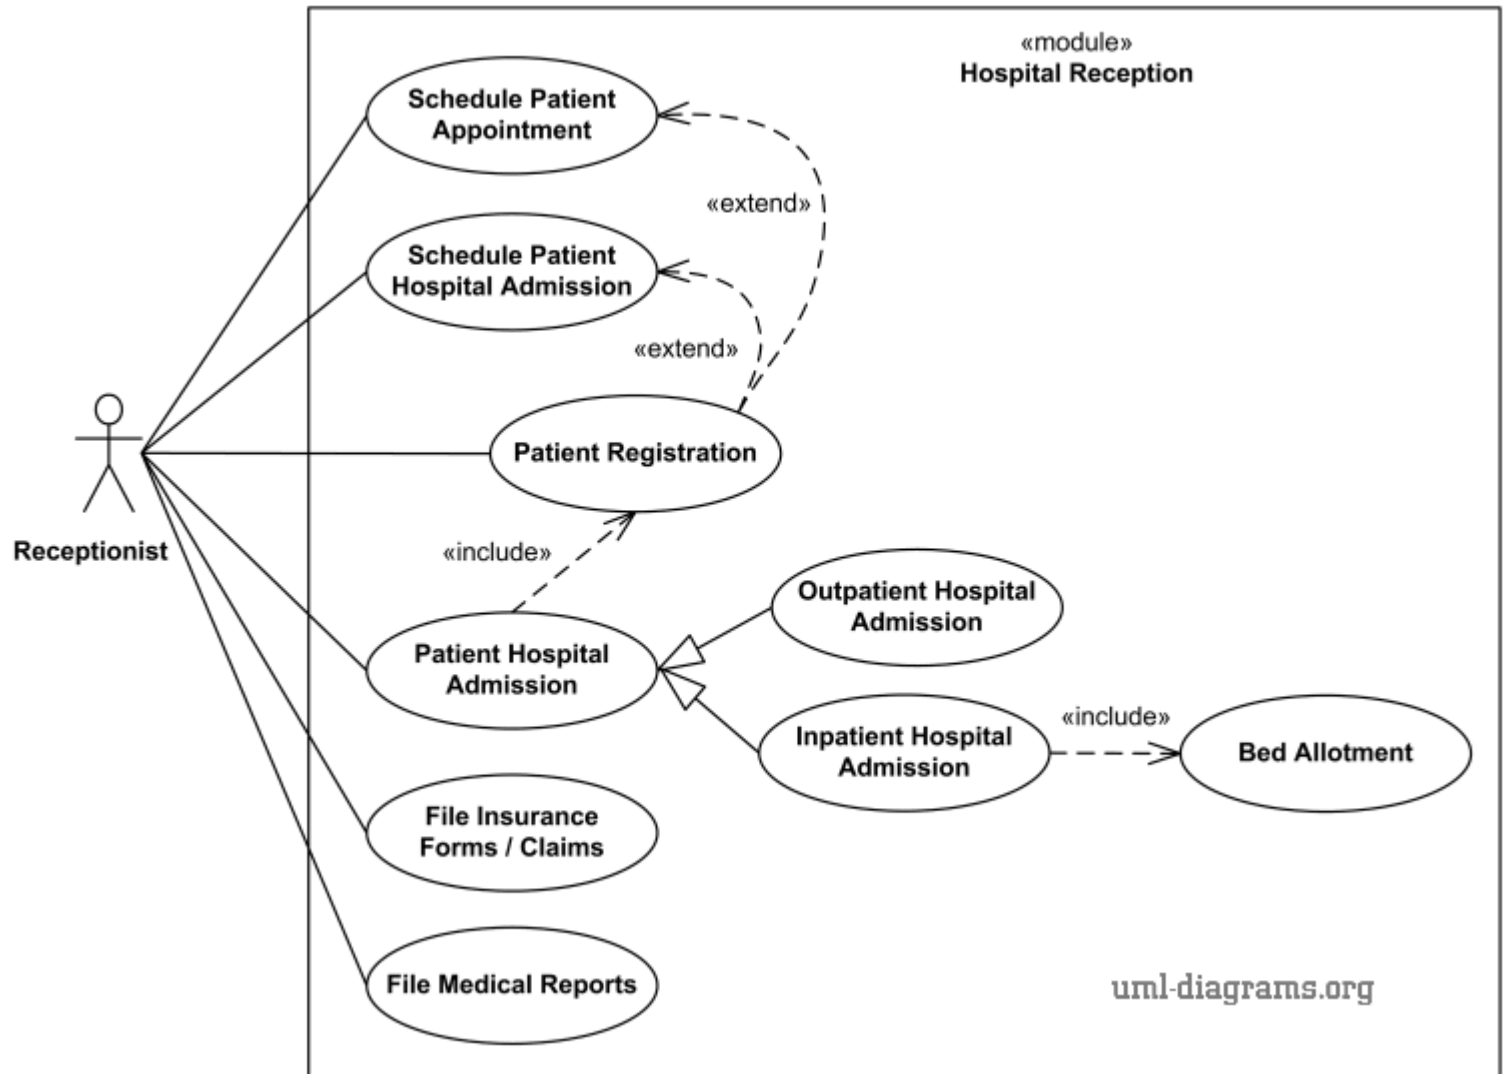 «module»
Hospital Reception
Schedule Patient
Appointment
«extend»
Schedule Patient
Hospital Admission
«extend»
Patient Registration
Receptionist
«include»
Outpatient Hospital
Admission
Patient Hospital
Admission
«include»
Inpatient Hospital
Admission
Bed Allotment
File Insurance
Forms / Claims
File Medical Reports
uml-diagrams.org